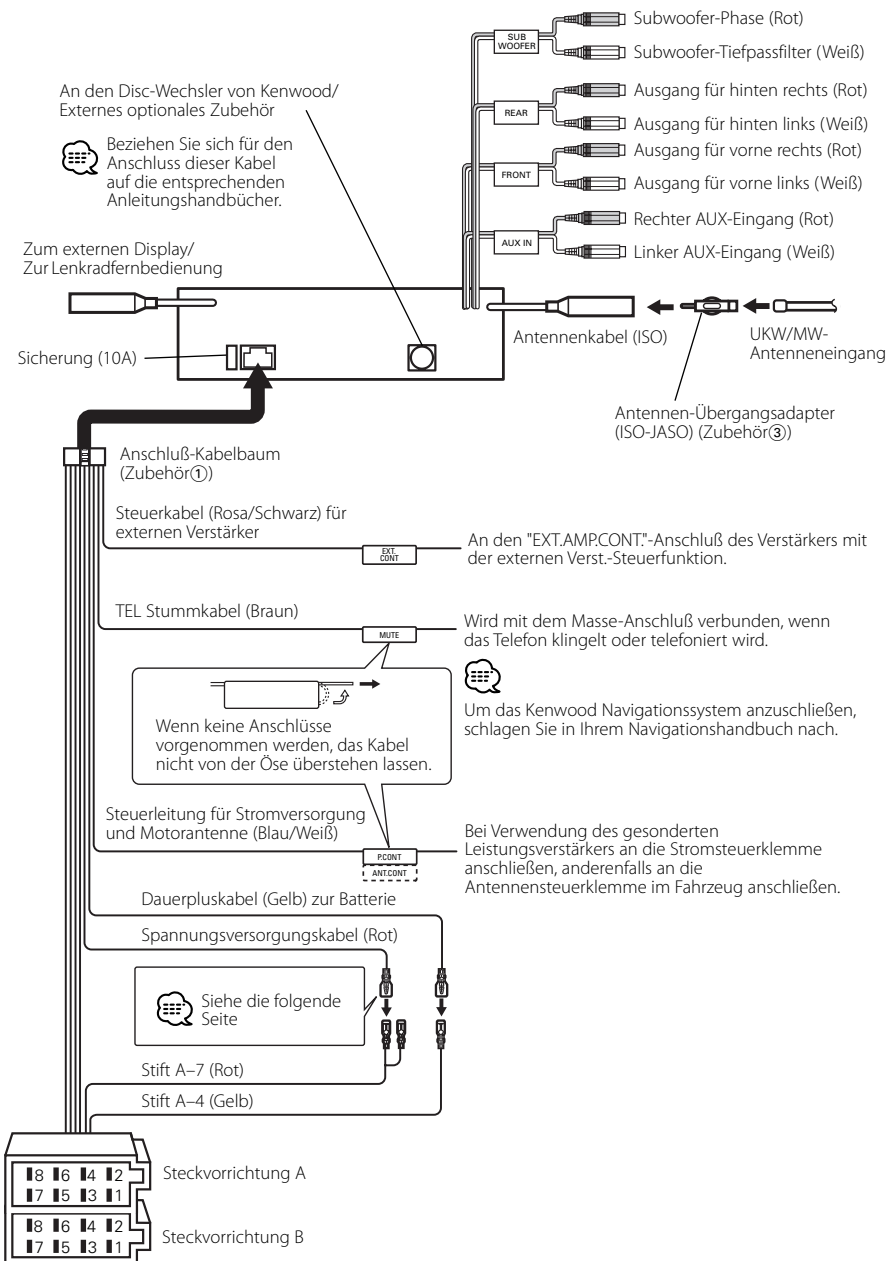 Subwoofer-Phase (Rot)
SUB
WOOFER
Subwoofer-Tiefpassfilter (Weiß)
An den Disc-Wechsler von Kenwood/
Externes optionales Zubehör
Ausgang für hinten rechts (Rot)
REAR
Ausgang für hinten links (Weiß)
Beziehen Sie sich für den
Anschluss dieser Kabel
auf die entsprechenden
Anleitungshandbücher.
Ausgang für vorne rechts (Rot)
FRONT
Ausgang für vorne links (Weiß)
Rechter AUX-Eingang (Rot)
AUX IN
Linker AUX-Eingang (Weiß)
Zum externen Display/
Zur Lenkradfernbedienung
Antennenkabel (ISO)
UKW/MW-
Antenneneingang
Sicherung (10A)
Antennen-Übergangsadapter
(ISO-JASO) (Zubehör③)
Anschluß-Kabelbaum
(Zubehör①)
Steuerkabel (Rosa/Schwarz) für
externen Verstärker
EXT.
CONT
An den "EXT.AMP.CONT."-Anschluß des Verstärkers mit
der externen Verst.-Steuerfunktion.
TEL Stummkabel (Braun)
MUTE
Wird mit dem Masse-Anschluß verbunden, wenn
das Telefon klingelt oder telefoniert wird.
Um das Kenwood Navigationssystem anzuschließen,
schlagen Sie in Ihrem Navigationshandbuch nach.
Wenn keine Anschlüsse
vorgenommen werden, das Kabel
nicht von der Öse überstehen lassen.
Steuerleitung für Stromversorgung
und Motorantenne (Blau/Weiß)
P.CONT
ANT.CONT
Bei Verwendung des gesonderten
Leistungsverstärkers an die Stromsteuerklemme
anschließen, anderenfalls an die
Antennensteuerklemme im Fahrzeug anschließen.
Dauerpluskabel (Gelb) zur Batterie
Spannungsversorgungskabel (Rot)
Siehe die folgende
Seite
Stift A–7 (Rot)
Stift A–4 (Gelb)
8 6 4 2
7 5 3 1
Steckvorrichtung A
8 6 4 2
7 5 3 1
Steckvorrichtung B